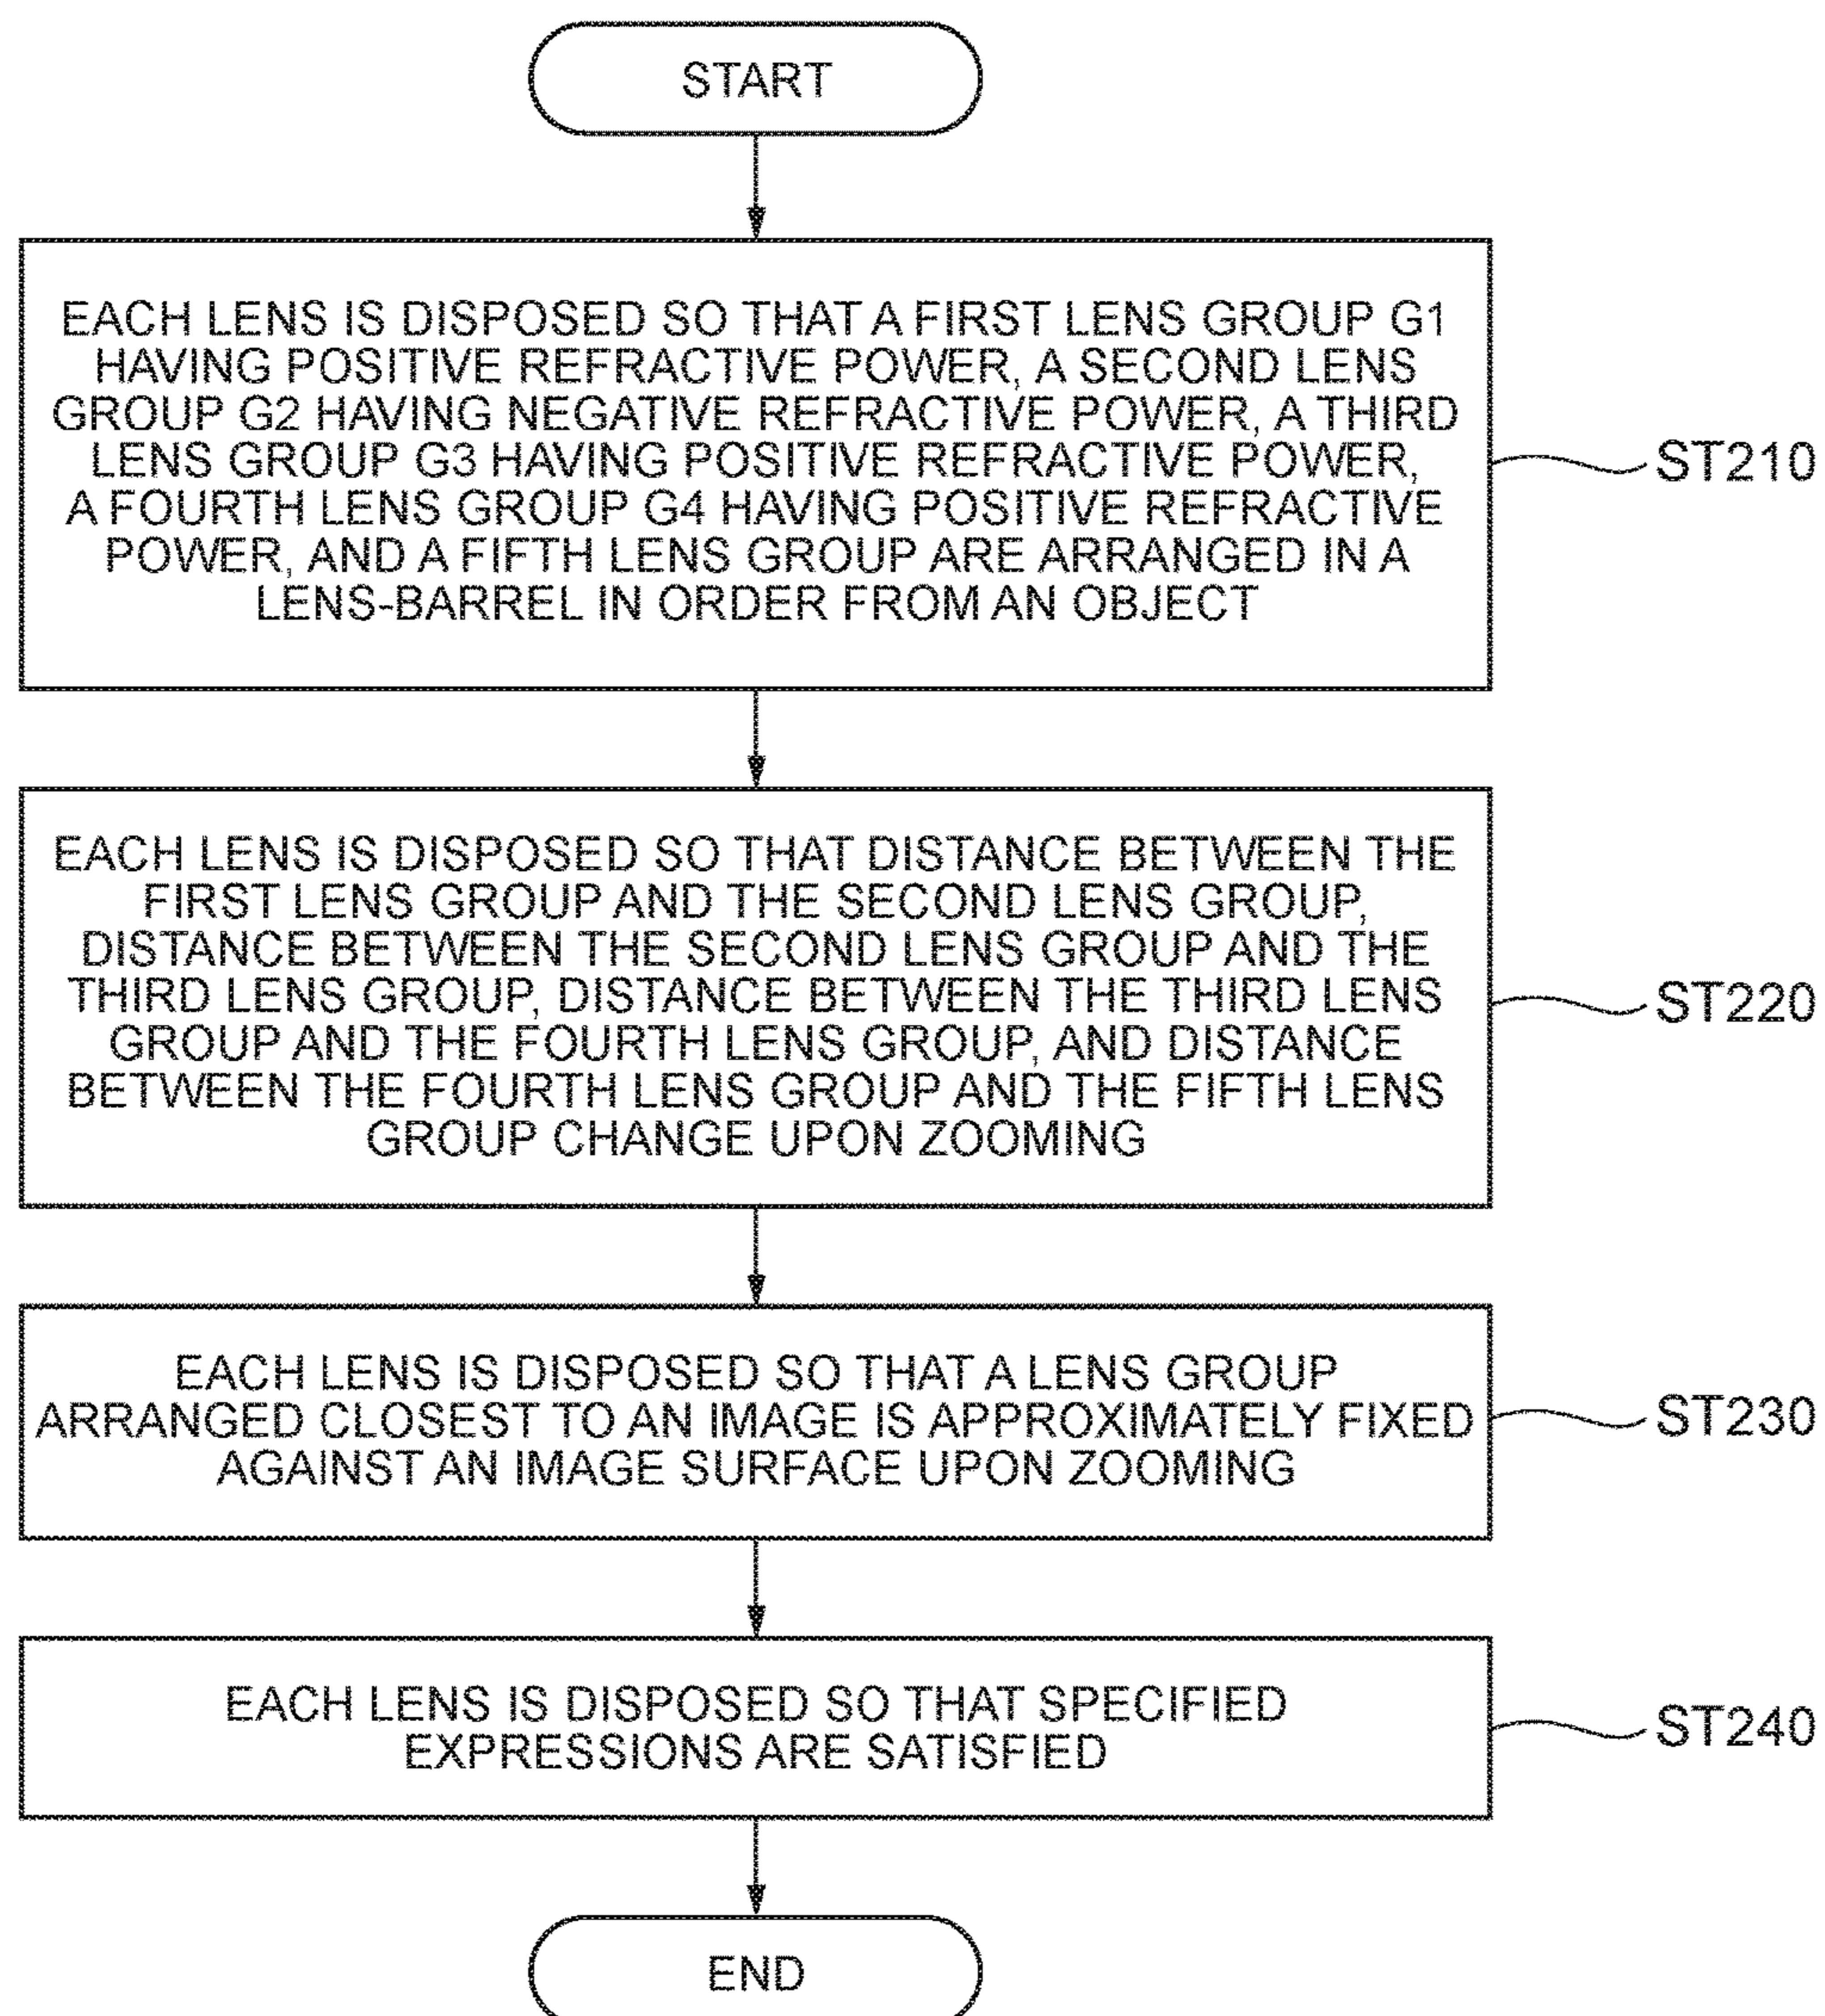 START
EACH LENS IS DISPOSED SO THAT A FIRST LENS GROUP G1
HAVING POSITIVE REFRACTIVE POWER, A SECOND LENS
GROUP G2 HAVING NEGATIVE REFRACTIVE POWER, A THIRD
LENS GROUP G3 HAVING POSITIVE REFRACTIVE POWER,
A FOURTH LENS GROUP G4 HAVING POSITIVE REFRACTIVE
POWER, AND A FIFTH LENS GROUP ARE ARRANGED IN A
LENS-BARREL IN ORDER FROM AN OBJECT
ST210
EACH LENS IS DISPOSED SO THAT DISTANCE BETWEEN THE
FIRST LENS GROUP AND THE SECOND LENS GROUP,
DISTANCE BETWEEN THE SECOND LENS GROUP AND THE
THIRD LENS GROUP, DISTANCE BETWEEN THE THIRD LENS
GROUP AND THE FOURTH LENS GROUP, AND DISTANCE
BETWEEN THE FOURTH LENS GROUP AND THE FIFTH LENS
GROUP CHANGE UPON ZOOMING
ST220
EACH LENS IS DISPOSED SO THAT A LENS GROUP
ARRANGED CLOSEST TO AN IMAGE IS APPROXIMATELY FIXED
AGAINST AN IMAGE SURFACE UPON ZOOMING
ST230
EACH LENS IS DISPOSED SO THAT SPECIFIED
EXPRESSIONS ARE SATISFIED
ST240
END